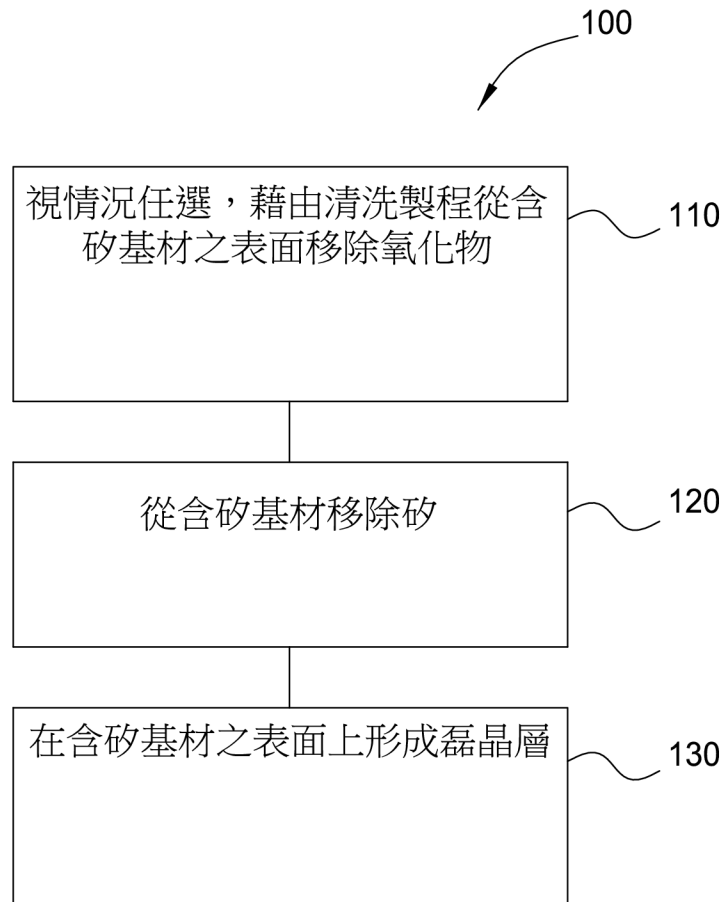 100
視情況任選，藉由清洗製程從含
矽基材之表面移除氧化物
110
從含矽基材移除矽
120
在含矽基材之表面上形成磊晶層
130